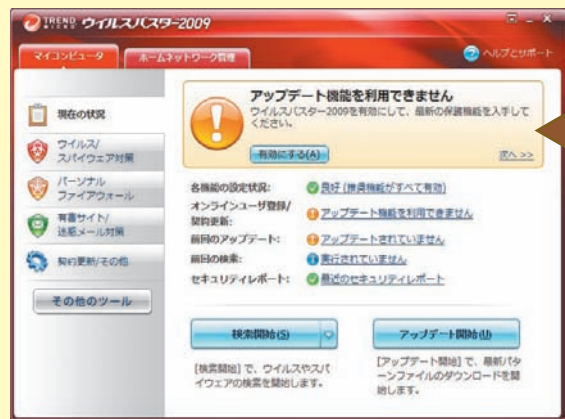 TREND MICRO ウイルスバスター2009
マイコンピュータ
ホームネットワーク管理
ヘルプとサポート
現在の状況
ウイルス/
スパイウェア対策
パーソナル
ファイアウォール
有害サイト/
迷惑メール対策
契約更新/その他
その他のツール
アップデート機能を利用できません
ウイルスバスター2009を有効にして、最新の保護機能を入手して
ください。
有効にする(A)
次へ >>
各機能の設定状況: 良好 (推奨機能がすべて有効)
オンラインユーザ登録/
契約更新: アップデート機能を利用できません
前回のアップデート: アップデートされていません
前回の検索: 実行されていません
セキュリティレポート: 最近のセキュリティレポート
検索開始(S)
アップデート開始(U)
[検索開始] で、ウイルスやスパ
イウェアの検索を開始します。
[アップデート開始] で、最新パタ
ーンファイルのダウンロードを開
始します。